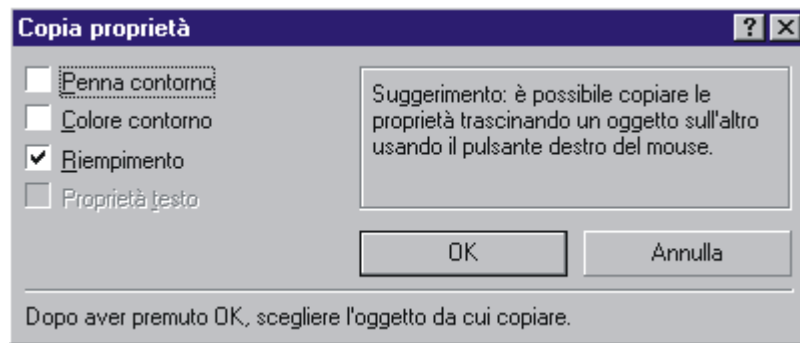 Copia proprietà
Penna contorno
Colore contorno
Riempimento
Proprietà testo
Suggerimento: è possibile copiare le
proprietà trascinando un oggetto sull'altro
usando il pulsante destro del mouse.
OK
Annulla
Dopo aver premuto OK, scegliere l'oggetto da cui copiare.